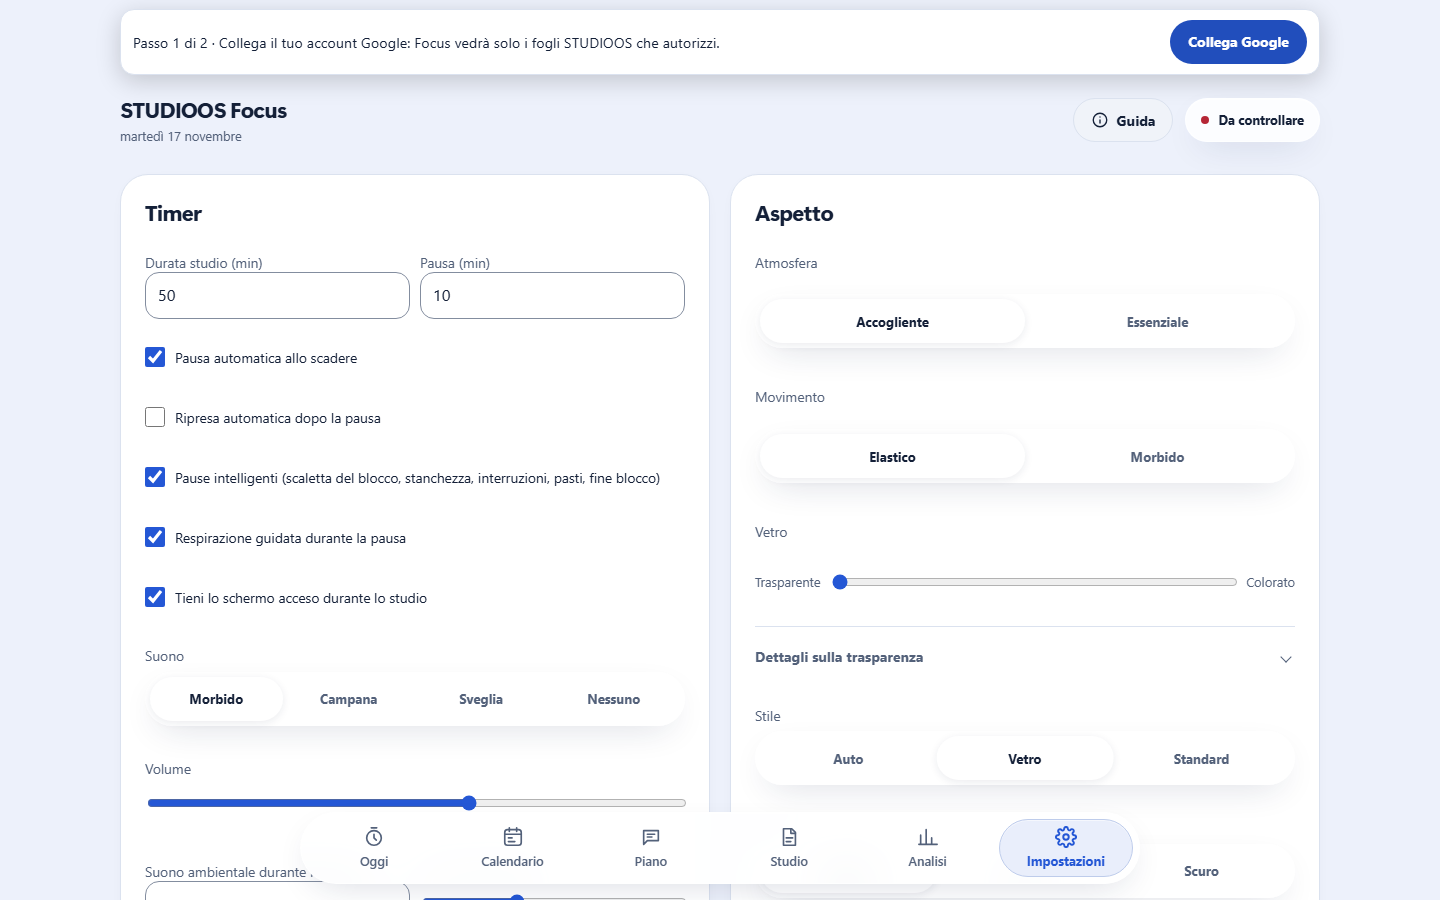 Passo 1 di 2 · Collega il tuo account Google: Focus vedrà solo i fogli STUDIOOS che autorizzi.
Collega Google
STUDIOOS Focus
martedì 17 novembre
Guida
Da controllare
Timer
Durata studio (min)
Pausa (min)
50
10
Pausa automatica allo scadere
Ripresa automatica dopo la pausa
Pause intelligenti (scaletta del blocco, stanchezza, interruzioni, pasti, fine blocco)
Respirazione guidata durante la pausa
Tieni lo schermo acceso durante lo studio
Suono
Morbido
Campana
Sveglia
Nessuno
Volume
Suono ambientale durante
Aspetto
Atmosfera
Accogliente
Essenziale
Movimento
Elastico
Morbido
Vetro
Trasparente
Colorato
Dettagli sulla trasparenza
Stile
Auto
Vetro
Standard
Scuro
Oggi
Calendario
Piano
Studio
Analisi
Impostazioni